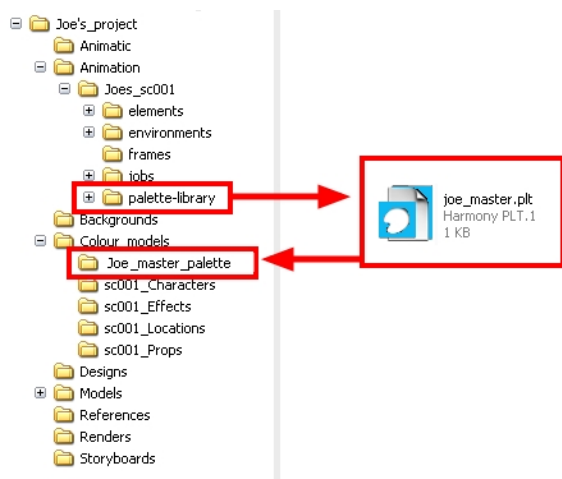 Joe's_project
Animatic
Animation
Joes_sc001
elements
environments
frames
jobs
palette-library
Backgrounds
Colour_models
Joe_master_palette
sc001_Characters
sc001_Effects
sc001_Locations
sc001_Props
Designs
Models
References
Renders
Storyboards
joe_master.plt
Harmony PLT.1
1 KB